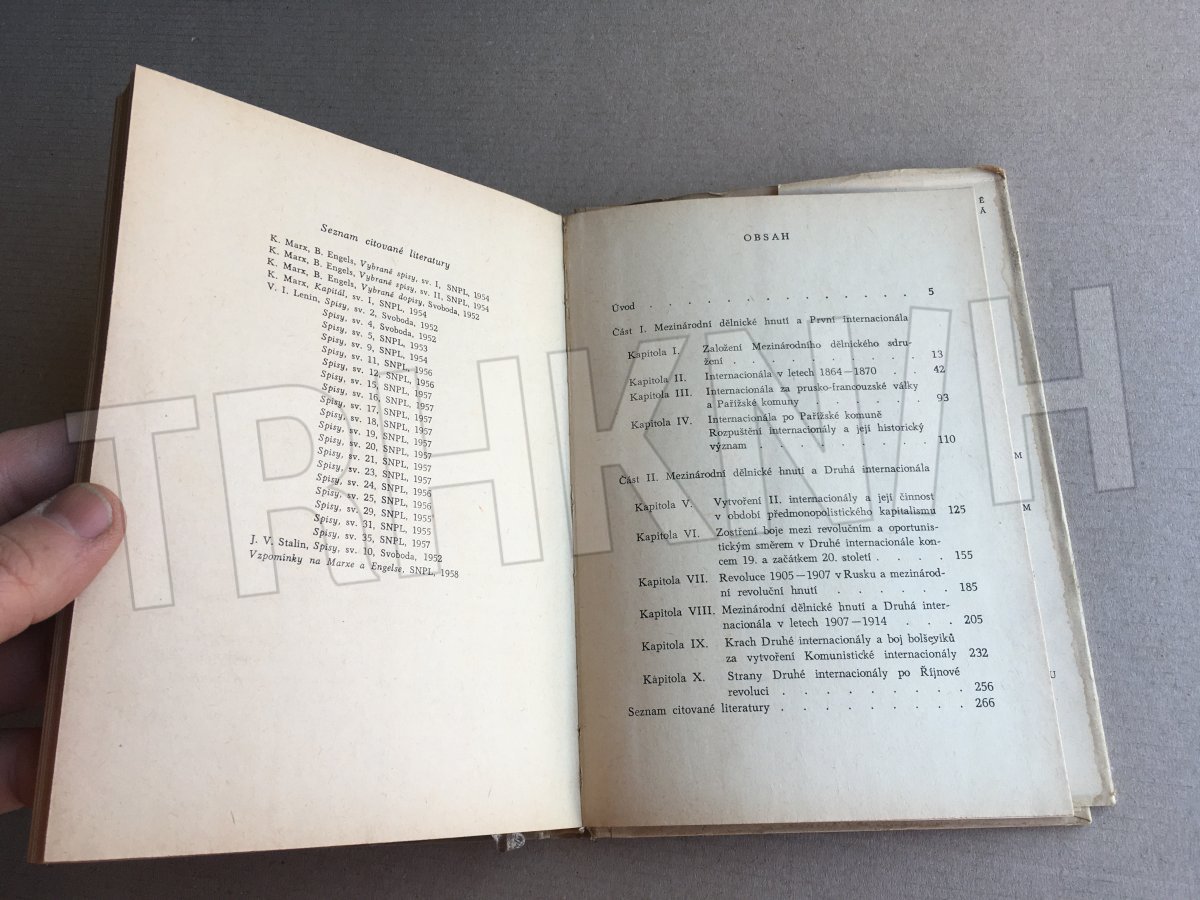 Seznam citované literatury
K. Marx, B. Engels, Vybrané spisy, sv. I, SNPL, 1954
K. Marx, B. Engels, Vybrané spisy, sv. II, SNPL, 1954
K. Marx, B. Engels, Vybrané dopisy, Svoboda, 1952
K. Marx, Kapitál, sv. I, SNPL, 1954
V. I. Lenin, Spisy, sv. 2, Svoboda, 1952
Spisy, sv. 4, Svoboda, 1952
Spisy, sv. 5, SNPL, 1953
Spisy, sv. 9, SNPL, 1954
Spisy, sv. 11, SNPL, 1956
Spisy, sv. 12, SNPL, 1956
Spisy, sv. 15, SNPL, 1957
Spisy, sv. 16, SNPL, 1957
Spisy, sv. 17, SNPL, 1957
Spisy, sv. 18, SNPL, 1957
Spisy, sv. 19, SNPL, 1957
Spisy, sv. 20, SNPL, 1957
Spisy, sv. 21, SNPL, 1957
Spisy, sv. 23, SNPL, 1957
Spisy, sv. 24, SNPL, 1956
Spisy, sv. 25, SNPL, 1956
Spisy, sv. 29, SNPL, 1955
Spisy, sv. 31, SNPL, 1955
Spisy, sv. 35, SNPL, 1957
J. V. Stalin, Spisy, sv. 10, Svoboda, 1952
Vzpomínky na Marxe a Engelse. SNPL, 1958
OBSAH
Úvod . . . . . . . . . . . . . . . 5
Část I. Mezinárodní dělnické hnutí a První internacionála
Kapitola I. Založení Mezinárodního dělnického sdru-
žení . . . . . . . . . . 13
Kapitola II. Internacionála v letech 1864—1870 . . 42
Kapitola III. Internacionála za prusko-francouzské války
a Pařížské komuny . . . . . . 93
Kapitola IV. Internacionála po Pařížské komuně
Rozpuštění internacionály a její historický
význam . . . . . . . . . 110
Část II. Mezinárodní dělnické hnutí a Druhá internacionála
Kapitola V. Vytvoření II. internacionály a její činnost
v období předmonopolistického kapitalismu 125
Kapitola VI. Zostření boje mezi revolučním a oportunis-
tickým směrem v Druhé internacionále kon-
cem 19. a začátkem 20. století . . . . 155
Kapitola VII. Revoluce 1905—1907 v Rusku a mezinárod-
ní revoluční hnutí . . . . . . 185
Kapitola VIII. Mezinárodní dělnické hnutí a Druhá inter-
nacionála v letech 1907—1914 . . . 205
Kapitola IX. Krach Druhé internacionály a boj bolševiků
za vytvoření Komunistické internacionály 232
Kapitola X. Strany Druhé internacionály po Říjnové
revoluci . . . . . . . . . 256
Seznam citované literatury . . . . . . . . 266
É
Á
M
M
U
TRHKNIH